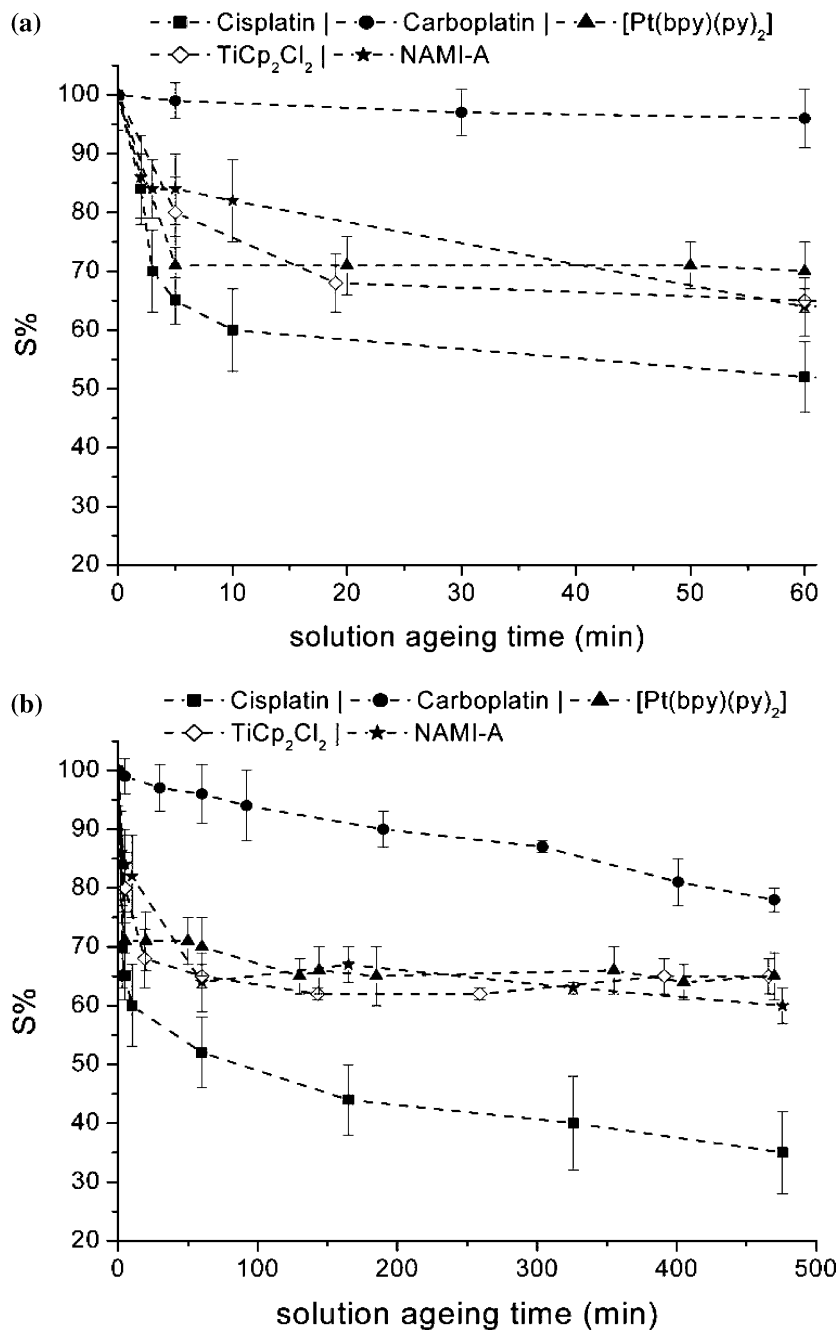 (a)
Cisplatin | Carboplatin | [Pt(bpy)(py)₂]
TiCp₂Cl₂ | NAMI-A
100
90
80
70
60
50
40
30
20
S%
0 10 20 30 40 50 60
solution ageing time (min)
(b)
Cisplatin | Carboplatin | [Pt(bpy)(py)₂]
TiCp₂Cl₂ | NAMI-A
100
90
80
70
60
50
40
30
20
S%
0 100 200 300 400 500
solution ageing time (min)